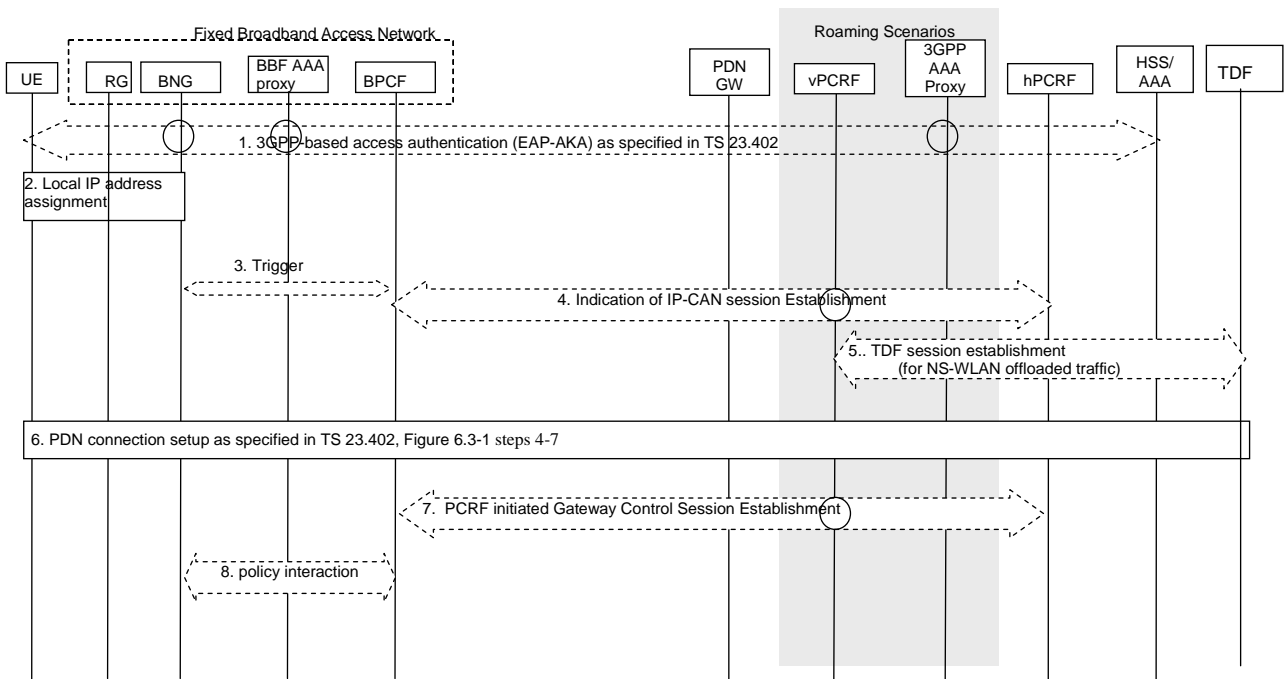 Fixed Broadband Access Network
Roaming Scenarios
UE
RG
BNG
BBF AAA
proxy
BPCF
PDN
GW
vPCRF
3GPP
AAA
Proxy
hPCRF
HSS/
AAA
TDF
1. 3GPP-based access authentication (EAP-AKA) as specified in TS 23.402
2. Local IP address
assignment
3. Trigger
4. Indication of IP-CAN session Establishment
5.. TDF session establishment
(for NS-WLAN offloaded traffic)
6. PDN connection setup as specified in TS 23.402, Figure 6.3-1 steps 4-7
7. PCRF initiated Gateway Control Session Establishment
8. policy interaction